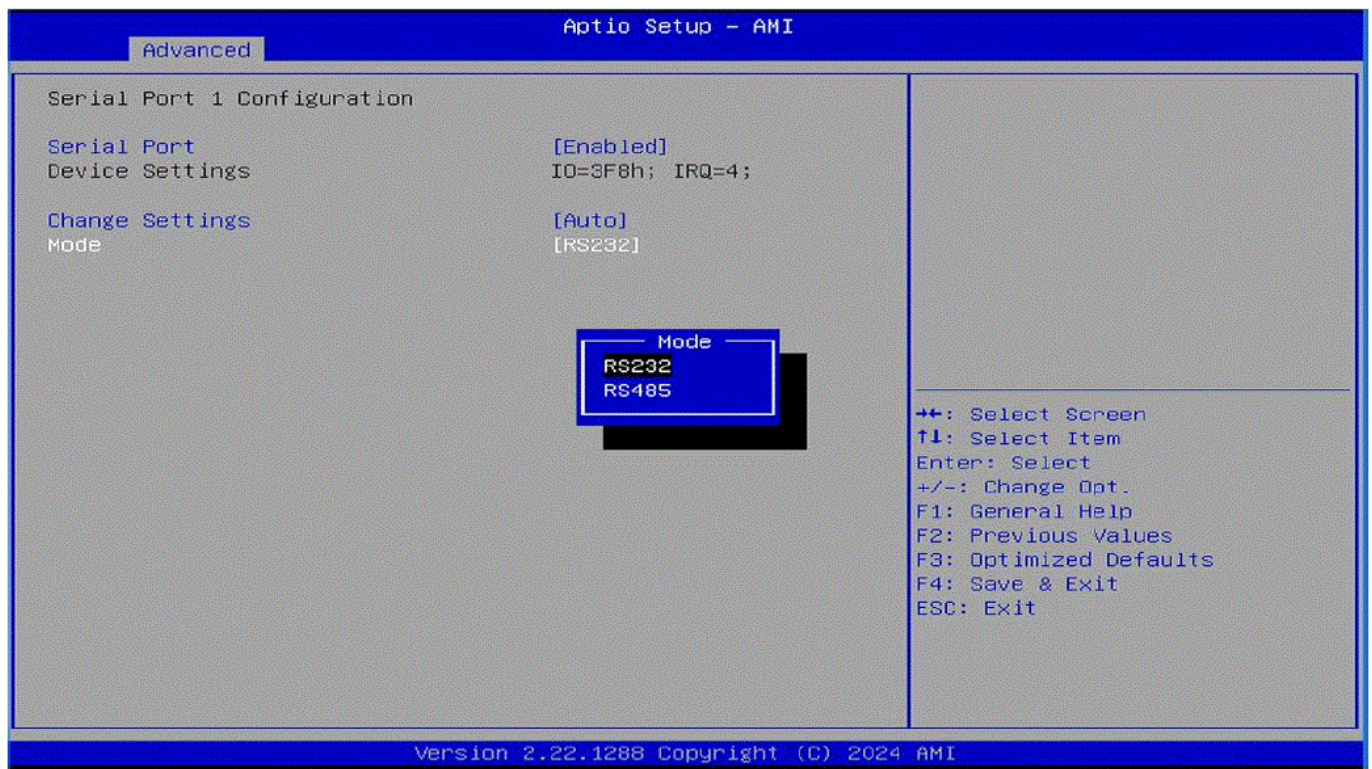 Aptio Setup – AMI
Advanced
Serial Port 1 Configuration
Serial Port [Enabled]
Device Settings IO=3F8h; IRQ=4;
Change Settings [Auto]
Mode [RS232]
Mode
RS232
RS485
→←: Select Screen
↑↓: Select Item
Enter: Select
+/-: Change Opt.
F1: General Help
F2: Previous Values
F3: Optimized Defaults
F4: Save & Exit
ESC: Exit
Version 2.22.1288 Copyright (C) 2024 AMI